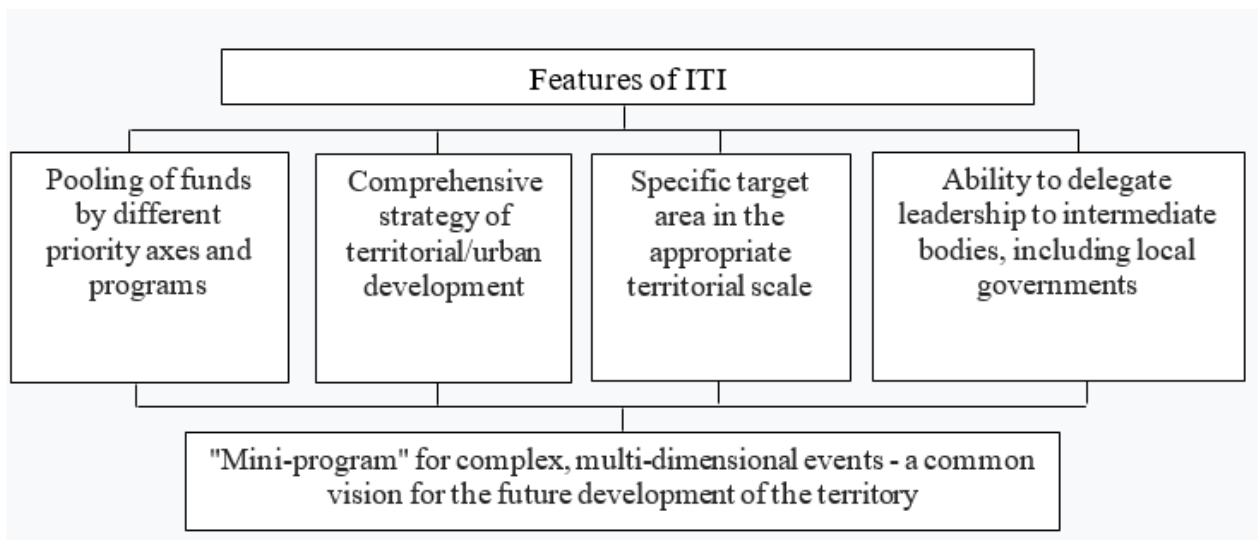 Features of ITI
Pooling of funds
by different
priority axes and
programs
Comprehensive
strategy of
territorial/urban
development
Specific target
area in the
appropriate
territorial scale
Ability to delegate
leadership to intermediate
bodies, including local
governments
"Mini-program" for complex, multi-dimensional events - a common
vision for the future development of the territory